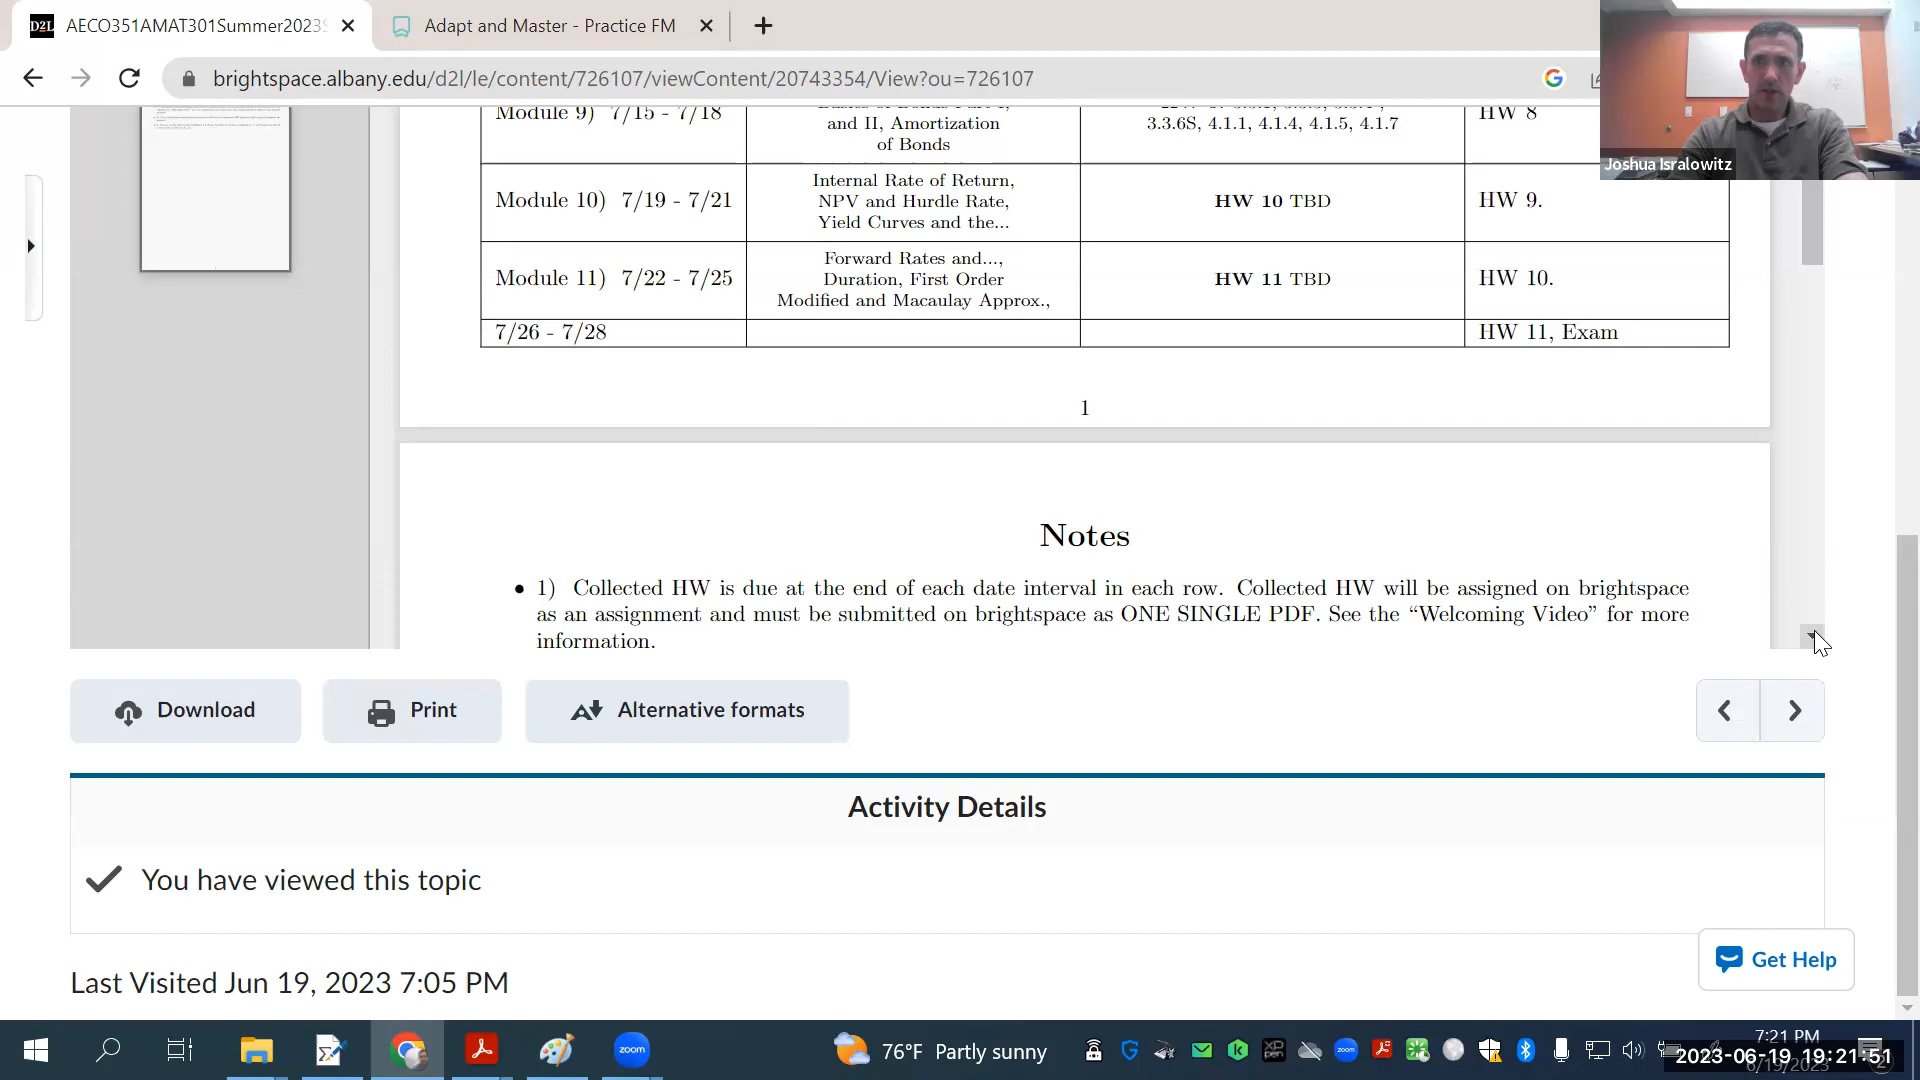 D2L AECO351AMAT301Summer2023S
Adapt and Master - Practice FM
brightspace.albany.edu/d2l/le/content/726107/viewContent/20743354/View?ou=726107
Joshua Isralowitz
Module 9) 7/15 - 7/18
and II, Amortization
of Bonds
3.3.6S, 4.1.1, 4.1.4, 4.1.5, 4.1.7
HW 8
Module 10) 7/19 - 7/21
Internal Rate of Return,
NPV and Hurdle Rate,
Yield Curves and the...
HW 10 TBD
HW 9.
Module 11) 7/22 - 7/25
Forward Rates and...,
Duration, First Order
Modified and Macaulay Approx.,
HW 11 TBD
HW 10.
7/26 - 7/28
HW 11, Exam
1
Notes
• 1) Collected HW is due at the end of each date interval in each row. Collected HW will be assigned on brightspace
as an assignment and must be submitted on brightspace as ONE SINGLE PDF. See the “Welcoming Video” for more
information.
Download
Print
Alternative formats
Activity Details
You have viewed this topic
Last Visited Jun 19, 2023 7:05 PM
Get Help
zoom
76°F Partly sunny
zoom
7:21 PM
2023-06-19 19:21:51
6/19/2023